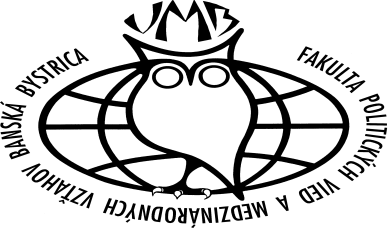 UMB
FAKULTA POLITICKÝCH VIED A MEDZINÁRODNÝCH VZŤAHOV BANSKÁ BYSTRICA